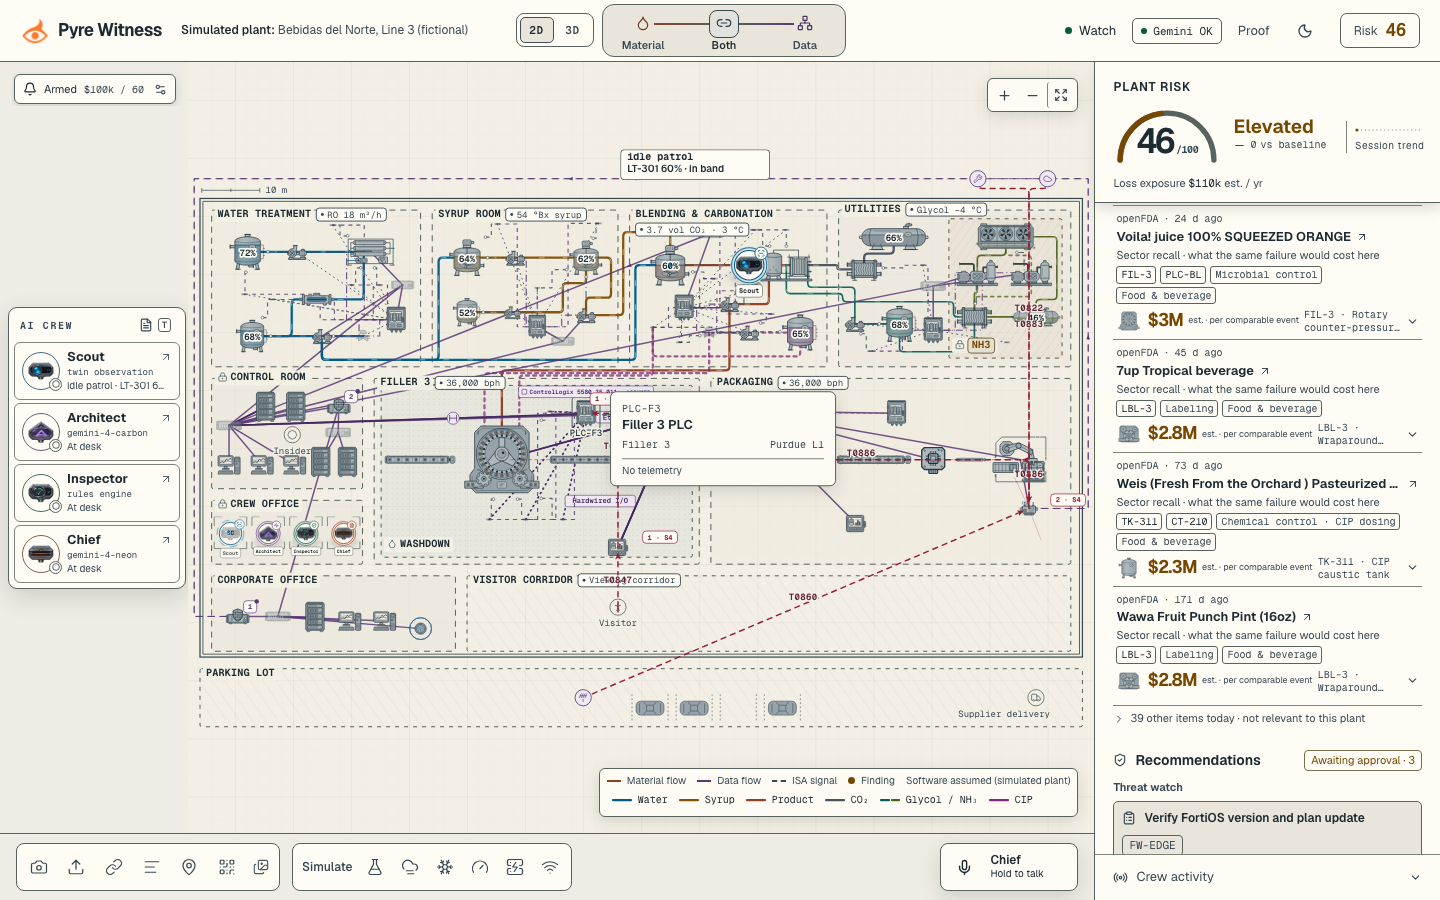 Pyre Witness
Simulated plant: Bebidas del Norte, Line 3 (fictional)
2D 3D
Material Both Data
Watch
Gemini OK
Proof
Risk 46
Armed $100k / 60
AI CREW
T
Scout
twin observation
idle patrol · LT-301 6…
Architect
gemini-4-carbon
At desk
Inspector
rules engine
At desk
Chief
gemini-4-neon
At desk
idle patrol
LT-301 60% · in band
10 m
WATER TREATMENT
RO 18 m³/h
72%
68%
SYRUP ROOM
54 °Bx syrup
64%
62%
52%
BLENDING & CARBONATION
3.7 vol CO₂ · 3 °C
60%
Scout
65%
UTILITIES
Glycol −4 °C
66%
68%
T0822
T0883
NH3
CONTROL ROOM
2
Insider
FILLER 3
36,000 bph
PLC-F3
Hardwired I/O
1 · S4
WASHDOWN
PLC-F3
Filler 3 PLC
Filler 3 Purdue L1
No telemetry
PACKAGING
36,000 bph
T0886
T0886
2 · S4
CREW OFFICE
Scout
Architect
Inspector
Chief
CORPORATE OFFICE
1
VISITOR CORRIDOR
T0847
Visitor
T0860
PARKING LOT
Supplier delivery
Material flow Data flow ISA signal Finding Software assumed (simulated plant)
Water Syrup Product CO₂ Glycol / NH₃ CIP
Simulate
Chief
Hold to talk
PLANT RISK
46/100
Elevated
— 0 vs baseline
Session trend
Loss exposure $110k est. / yr
openFDA · 24 d ago
Voila! juice 100% SQUEEZED ORANGE
Sector recall · what the same failure would cost here
FIL-3 PLC-BL Microbial control
Food & beverage
$3M est. · per comparable event
FIL-3 · Rotary
counter-pressur…
openFDA · 45 d ago
7up Tropical beverage
Sector recall · what the same failure would cost here
LBL-3 Labeling Food & beverage
$2.8M est. · per comparable event
LBL-3 ·
Wraparound…
openFDA · 73 d ago
Weis (Fresh From the Orchard ) Pasteurized …
Sector recall · what the same failure would cost here
TK-311 CT-210 Chemical control · CIP dosing
Food & beverage
$2.3M est. · per comparable event
TK-311 · CIP
caustic tank
openFDA · 171 d ago
Wawa Fruit Punch Pint (16oz)
Sector recall · what the same failure would cost here
LBL-3 Labeling Food & beverage
$2.8M est. · per comparable event
LBL-3 ·
Wraparound…
39 other items today · not relevant to this plant
Recommendations
Awaiting approval · 3
Threat watch
Verify FortiOS version and plan update
FW-EDGE
Crew activity